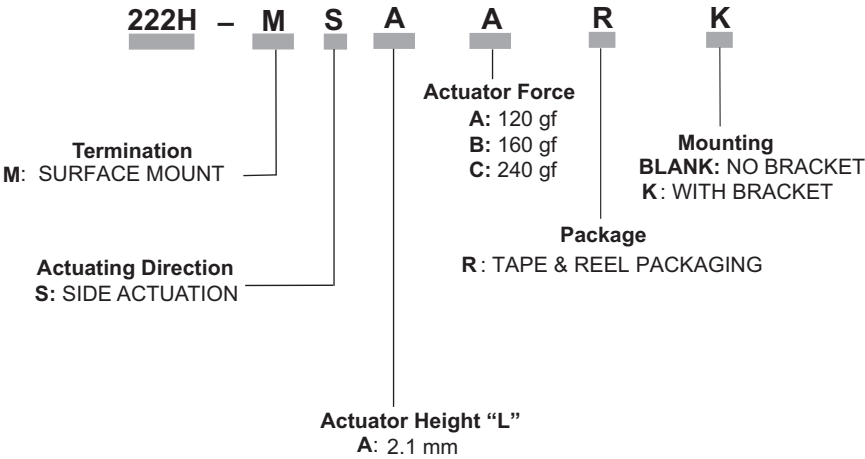 222H – M S A A R K
Actuator Force
A: 120 gf
B: 160 gf
C: 240 gf
Termination
M: SURFACE MOUNT
Mounting
BLANK: NO BRACKET
K: WITH BRACKET
Package
R: TAPE & REEL PACKAGING
Actuating Direction
S: SIDE ACTUATION
Actuator Height “L”
A: 2.1 mm